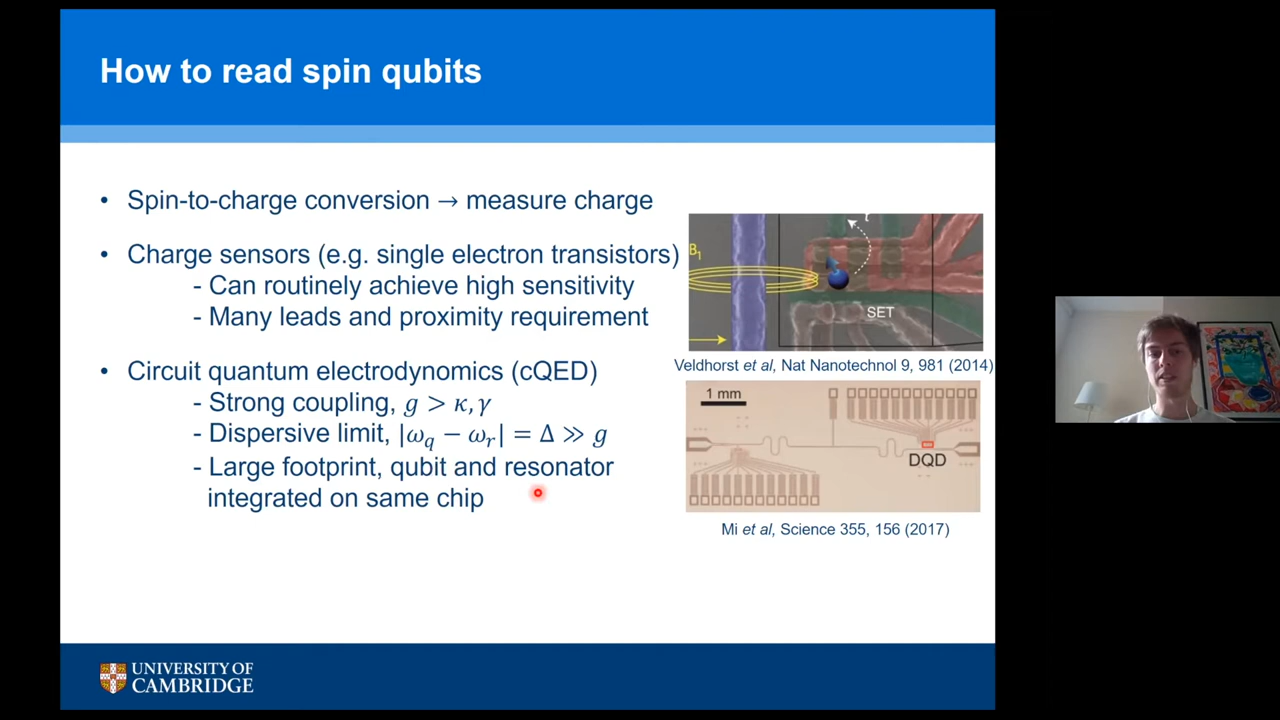 How to read spin qubits
• Spin-to-charge conversion → measure charge
• Charge sensors (e.g. single electron transistors)
- Can routinely achieve high sensitivity
- Many leads and proximity requirement
• Circuit quantum electrodynamics (cQED)
- Strong coupling, g > κ, γ
- Dispersive limit, |ω_q − ω_r| = Δ ≫ g
- Large footprint, qubit and resonator
integrated on same chip
B₁
SET
Veldhorst et al, Nat Nanotechnol 9, 981 (2014)
1 mm
DQD
Mi et al, Science 355, 156 (2017)
UNIVERSITY OF
CAMBRIDGE